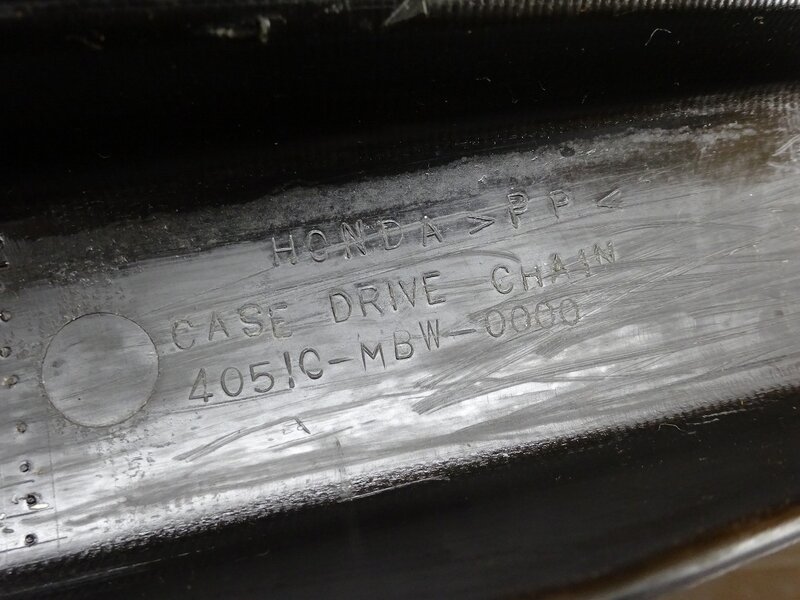 HONDA >PP<
CASE DRIVE CHAIN
40510-MBW-0000